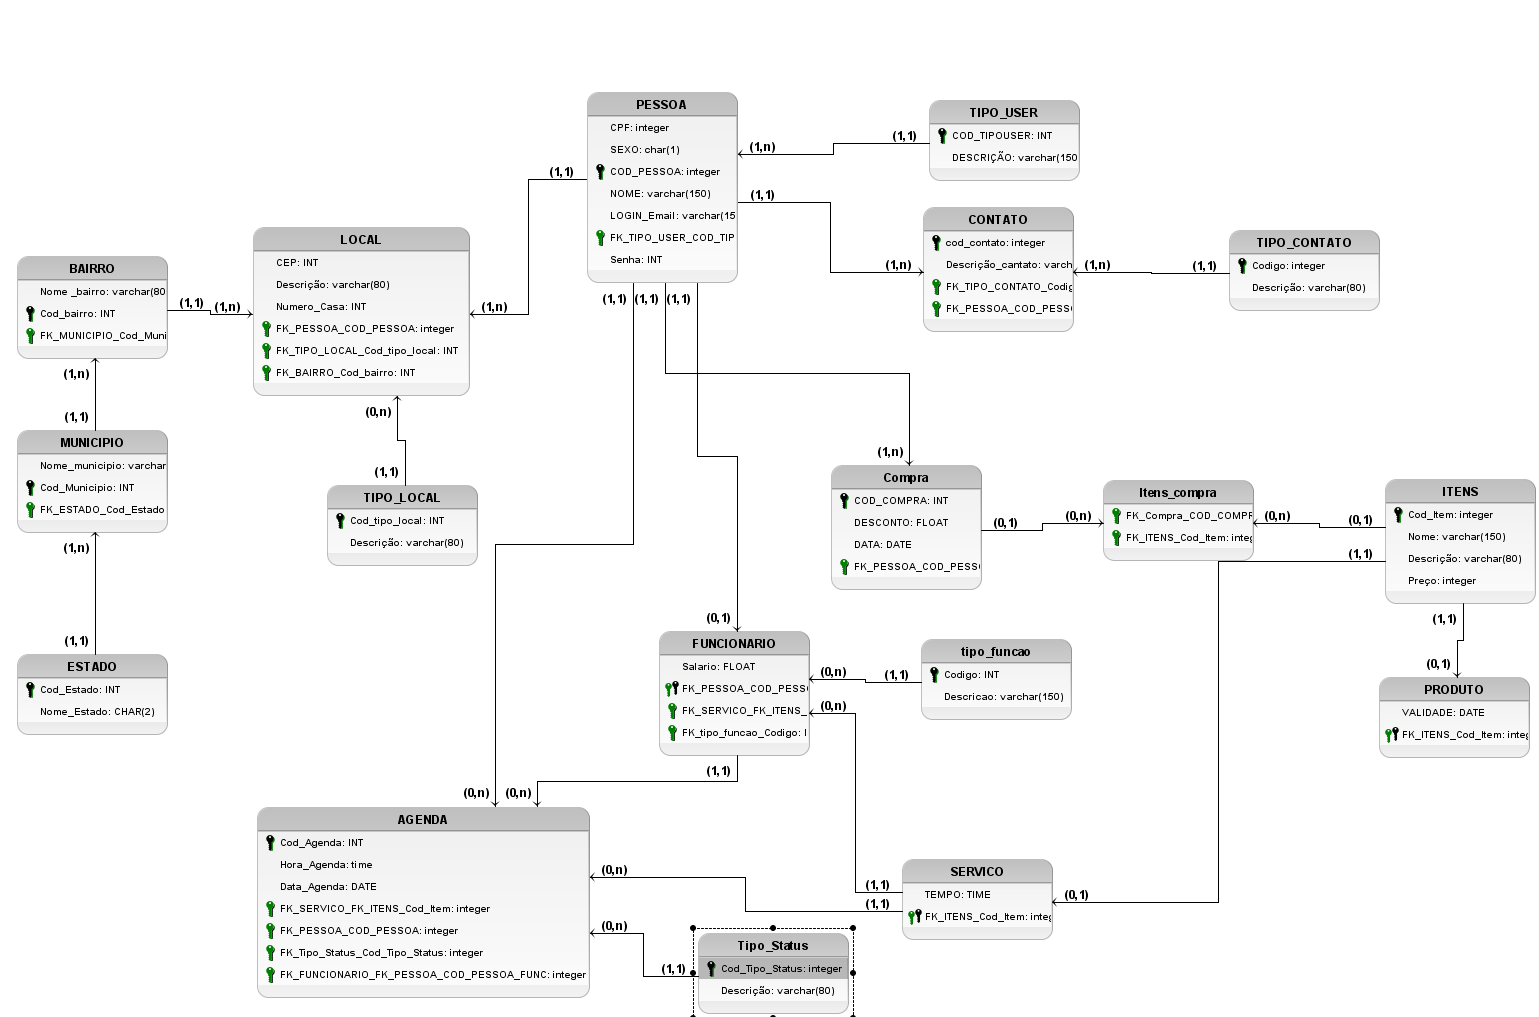 PESSOA
CPF: integer
SEXO: char(1)
COD_PESSOA: integer
NOME: varchar(150)
LOGIN_Email: varchar(15
FK_TIPO_USER_COD_TIP
Senha: INT
(1,1)
(1,n)
(1,1)
(1,1)
(1,1)
(1,1)
(1,1)
TIPO_USER
COD_TIPOUSER: INT
DESCRIÇÃO: varchar(150
(1,1)
CONTATO
cod_contato: integer
Descrição_cantato: varch
FK_TIPO_CONTATO_Codig
FK_PESSOA_COD_PESS
(1,n)
(1,n)
TIPO_CONTATO
Codigo: integer
Descrição: varchar(80)
(1,1)
LOCAL
CEP: INT
Descrição: varchar(80)
Numero_Casa: INT
FK_PESSOA_COD_PESSOA: integer
FK_TIPO_LOCAL_Cod_tipo_local: INT
FK_BAIRRO_Cod_bairro: INT
(1,n)
(1,n)
(0,n)
BAIRRO
Nome _bairro: varchar(80
Cod_bairro: INT
FK_MUNICIPIO_Cod_Muni
(1,1)
(1,n)
(1,1)
MUNICIPIO
Nome_municipio: varchar
Cod_Municipio: INT
FK_ESTADO_Cod_Estado
(1,n)
(1,1)
ESTADO
Cod_Estado: INT
Nome_Estado: CHAR(2)
(1,1)
TIPO_LOCAL
Cod_tipo_local: INT
Descrição: varchar(80)
(1,n)
Compra
COD_COMPRA: INT
DESCONTO: FLOAT
DATA: DATE
FK_PESSOA_COD_PESS
(0,1)
(0,n)
Itens_compra
FK_Compra_COD_COMP
FK_ITENS_Cod_Item: integ
(0,n)
(0,1)
(1,1)
ITENS
Cod_Item: integer
Nome: varchar(150)
Descrição: varchar(80)
Preço: integer
(1,1)
(0,1)
PRODUTO
VALIDADE: DATE
FK_ITENS_Cod_Item: integ
(0,1)
FUNCIONARIO
Salario: FLOAT
FK_PESSOA_COD_PESS
FK_SERVICO_FK_ITENS_
FK_tipo_funcao_Codigo: I
(0,n)
(0,n)
(1,1)
(1,1)
tipo_funcao
Codigo: INT
Descricao: varchar(150)
(0,n)
(0,n)
AGENDA
Cod_Agenda: INT
Hora_Agenda: time
Data_Agenda: DATE
FK_SERVICO_FK_ITENS_Cod_Item: integer
FK_PESSOA_COD_PESSOA: integer
FK_Tipo_Status_Cod_Tipo_Status: integer
FK_FUNCIONARIO_FK_PESSOA_COD_PESSOA_FUNC: integer
(0,n)
(0,n)
(1,1)
(1,1)
SERVICO
TEMPO: TIME
FK_ITENS_Cod_Item: integ
(0,1)
(1,1)
Tipo_Status
Cod_Tipo_Status: integer
Descrição: varchar(80)